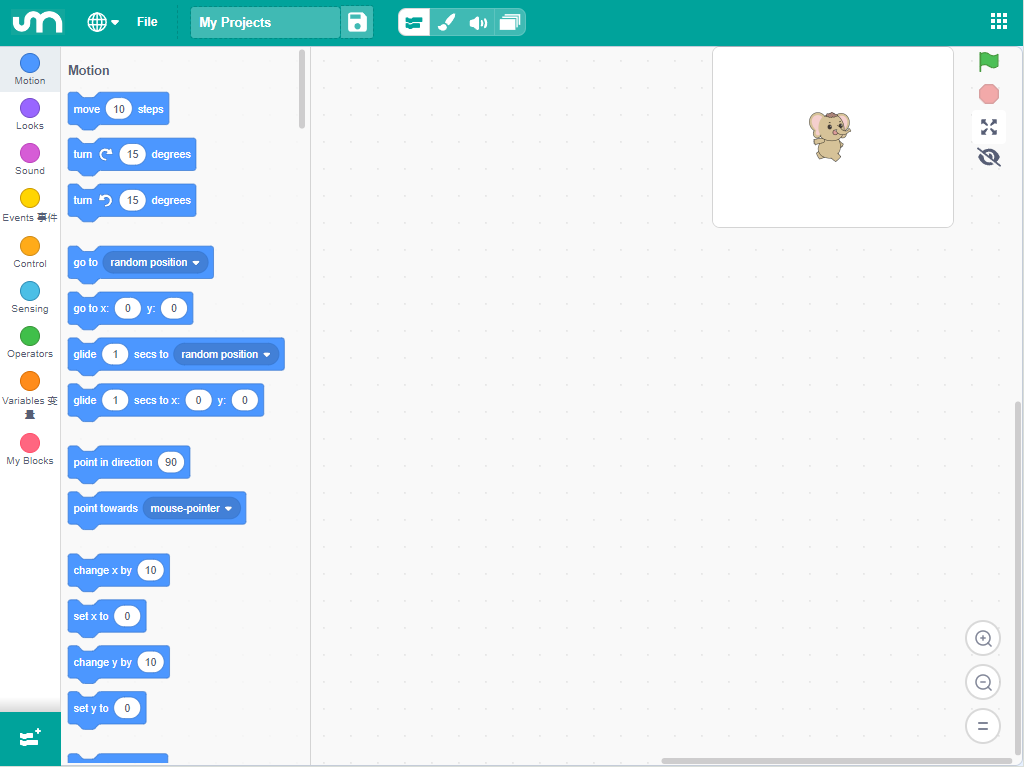 File
My Projects
Motion
Looks
Sound
Events 事件
Control
Sensing
Operators
Variables 变
量
My Blocks
Motion
move 10 steps
turn 15 degrees
turn 15 degrees
go to random position
go to x: 0 y: 0
glide 1 secs to random position
glide 1 secs to x: 0 y: 0
point in direction 90
point towards mouse-pointer
change x by 10
set x to 0
change y by 10
set y to 0